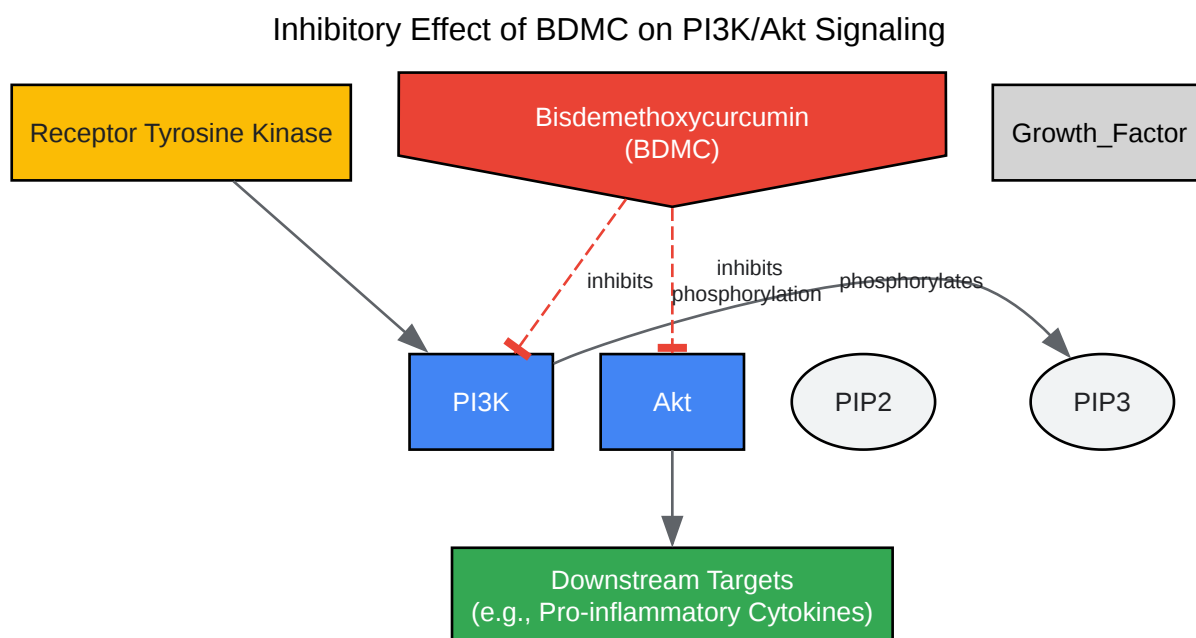 Inhibitory Effect of BDMC on PI3K/Akt Signaling
Receptor Tyrosine Kinase
Bisdemethoxycurcumin
(BDMC)
Growth_Factor
inhibits
inhibits
phosphorylation
phosphorylates
PI3K
Akt
PIP2
PIP3
Downstream Targets
(e.g., Pro-inflammatory Cytokines)